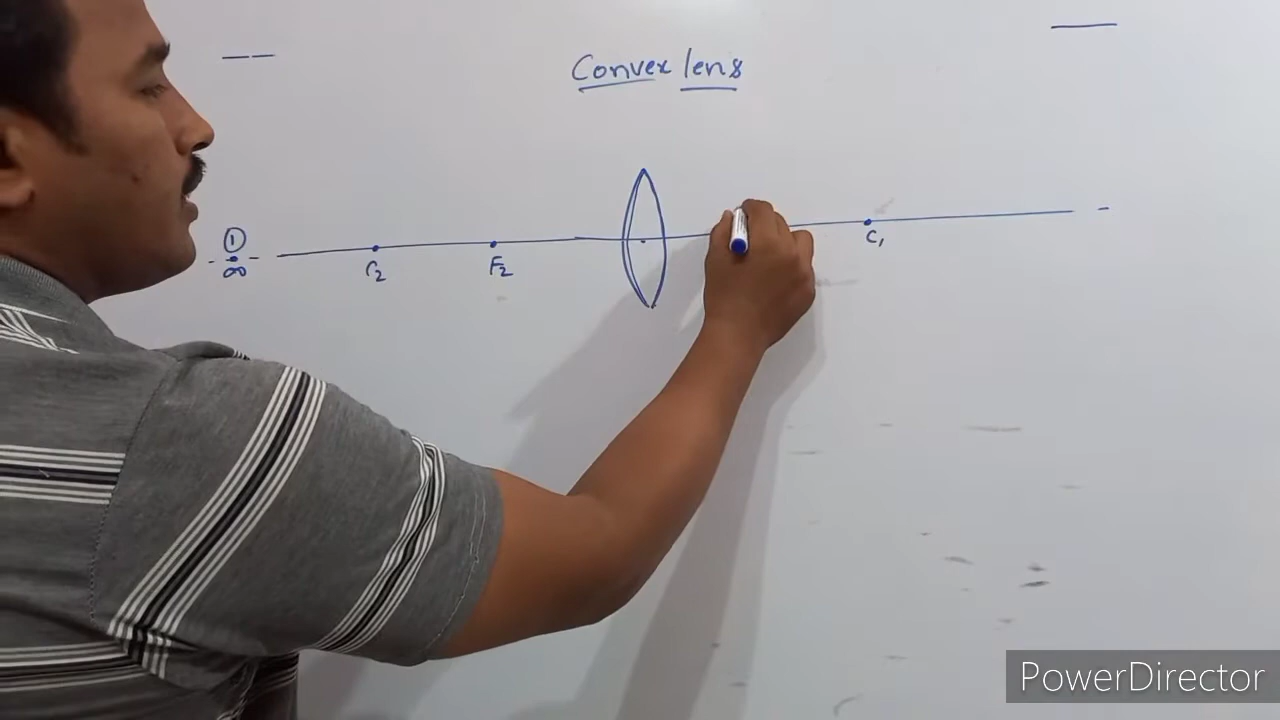 Convex lens
①
∞
C2
F2
C1
PowerDirector